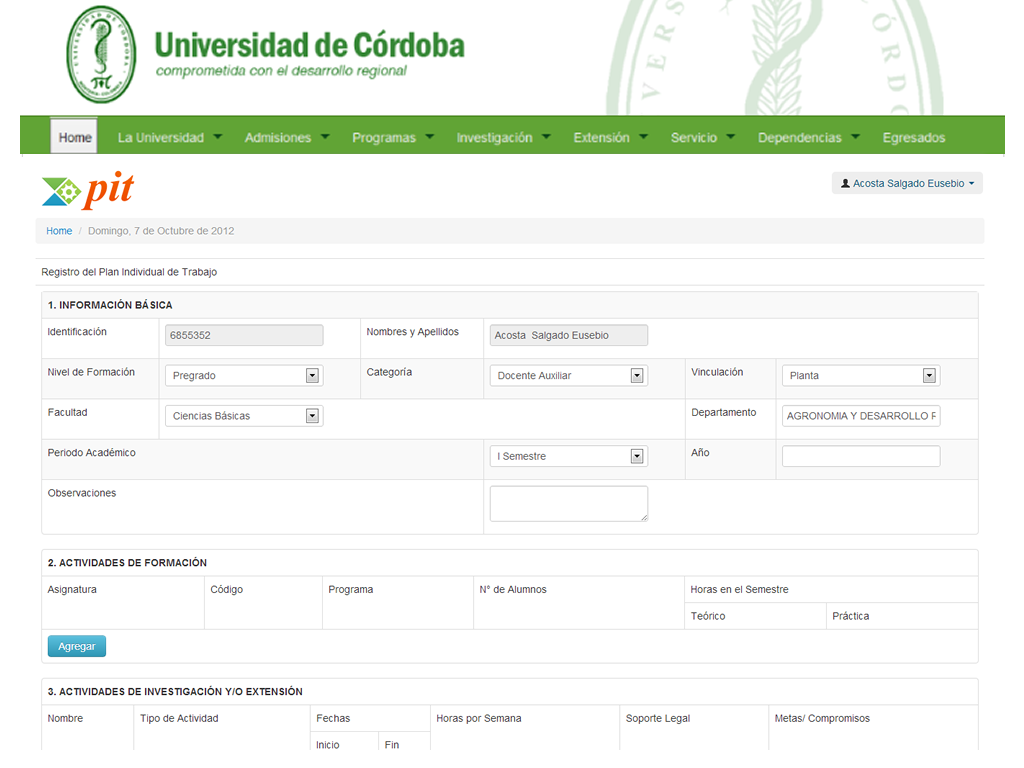 Universidad de Córdoba
comprometida con el desarrollo regional
Home La Universidad Admisiones Programas Investigación Extensión Servicio Dependencias Egresados
pit
Acosta Salgado Eusebio
Home / Domingo, 7 de Octubre de 2012
Registro del Plan Individual de Trabajo
1. INFORMACIÓN BÁSICA
Identificación 6855352 Nombres y Apellidos Acosta Salgado Eusebio
Nivel de Formación Pregrado Categoría Docente Auxiliar Vinculación Planta
Facultad Ciencias Básicas Departamento AGRONOMIA Y DESARROLLO
Periodo Académico I Semestre Año
Observaciones
2. ACTIVIDADES DE FORMACIÓN
Asignatura Código Programa N° de Alumnos Horas en el Semestre
Teórico Práctica
Agregar
3. ACTIVIDADES DE INVESTIGACIÓN Y/O EXTENSIÓN
Nombre Tipo de Actividad Fechas Horas por Semana Soporte Legal Metas/ Compromisos
Inicio Fin